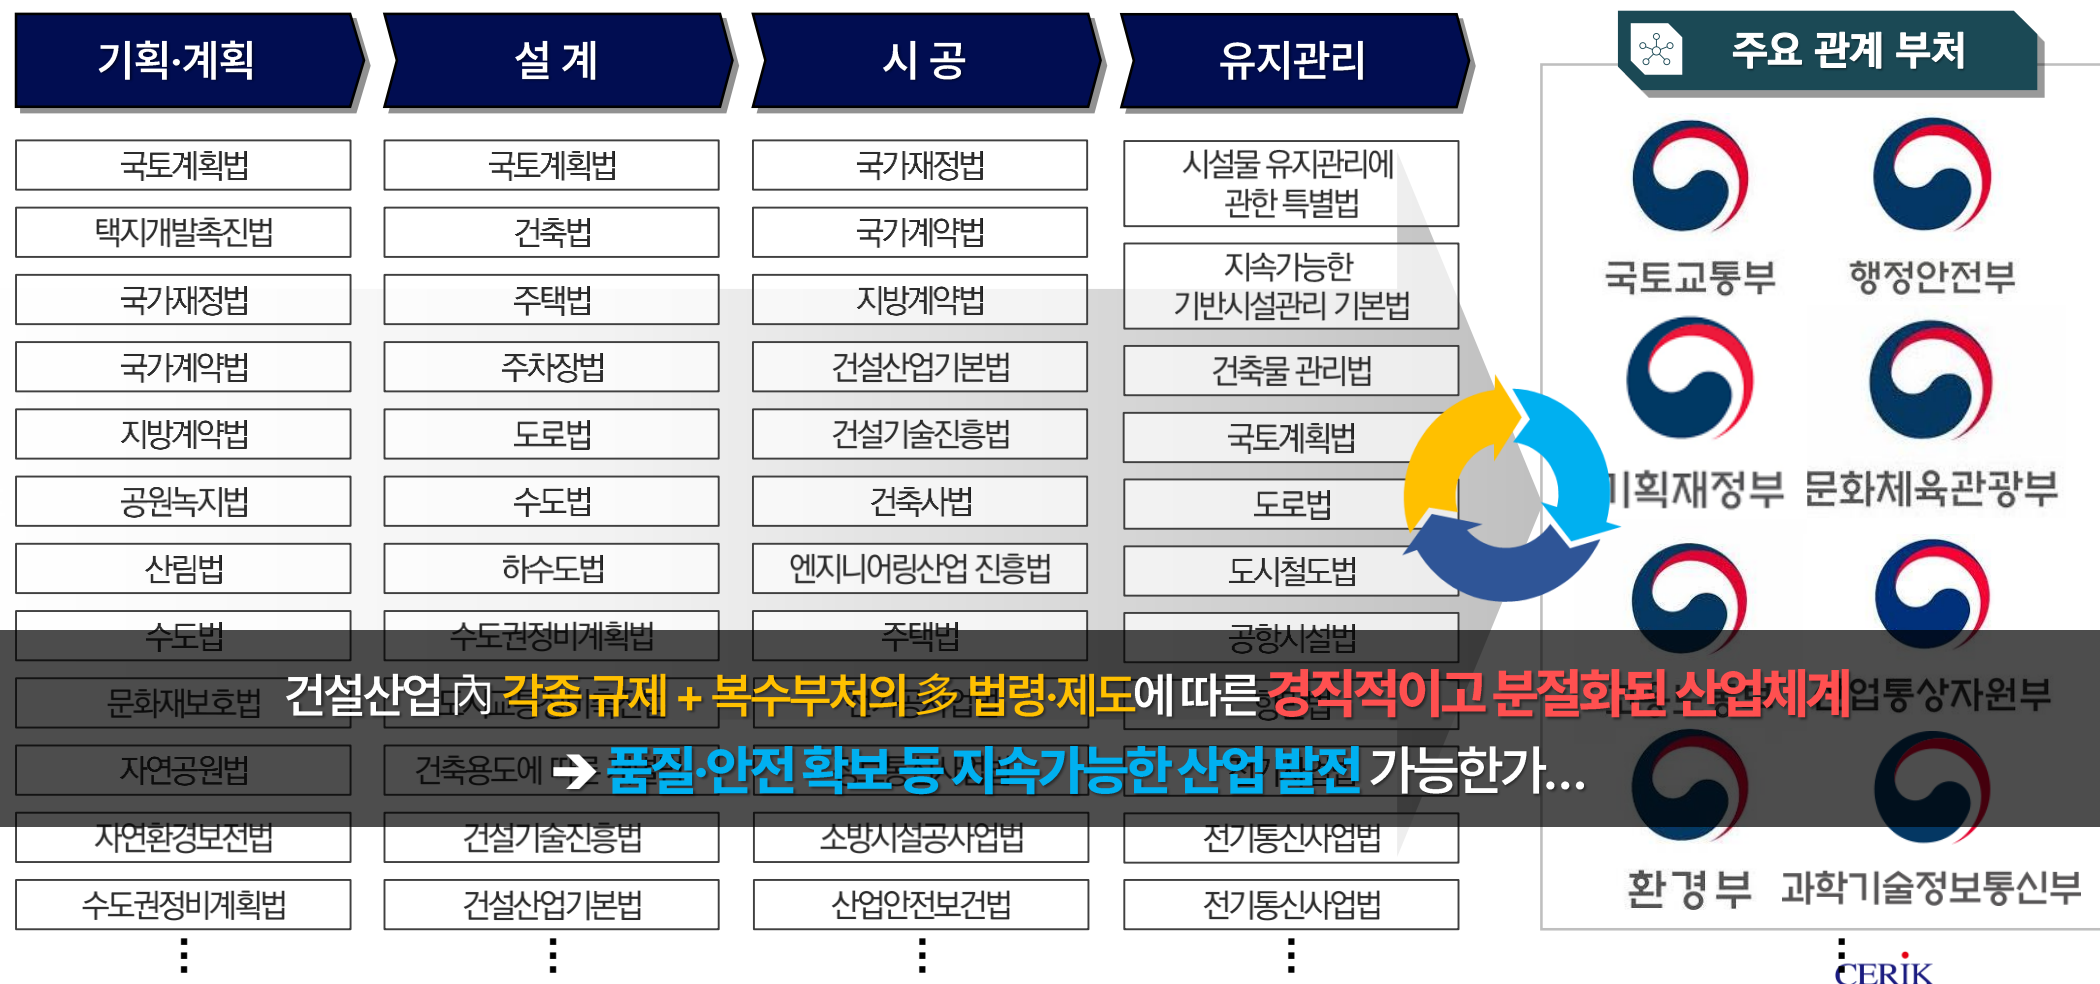 기획·계획
설 계
시 공
유지관리
주요 관계 부처
국토계획법
택지개발촉진법
국가재정법
국가계약법
지방계약법
공원녹지법
산림법
수도법
문화재보호법
자연공원법
자연환경보전법
수도권정비계획법
국토계획법
건축법
주택법
주차장법
도로법
수도법
하수도법
수도권정비계획법
건축용도에
건설기술진흥법
건설산업기본법
국가재정법
국가계약법
지방계약법
건설산업기본법
건설기술진흥법
건축사법
엔지니어링산업 진흥법
주택법
소방시설공사업법
산업안전보건법
시설물 유지관리에
관한 특별법
지속가능한
기반시설관리 기본법
건축물 관리법
국토계획법
도로법
도시철도법
공항시설법
전기통신사업법
전기통신사업법
국토교통부
행정안전부
기획재정부
문화체육관광부
산업통상자원부
환경부
과학기술정보통신부
건설산업 內 각종 규제 + 복수부처의 多 법령·제도에 따른 경직적이고 분절화된 산업체계
➔ 품질·안전 확보 등 지속가능한 산업 발전 가능한가...
CERIK